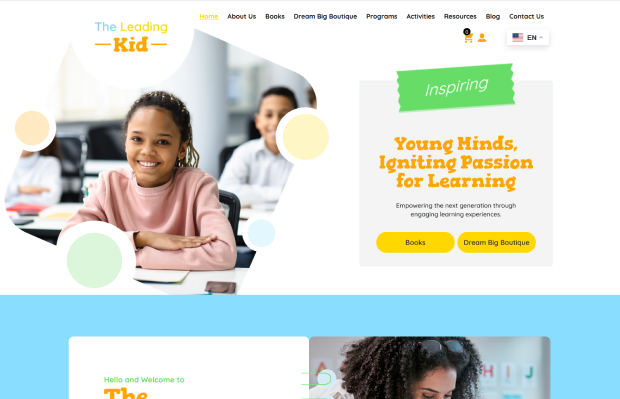 The Leading
Kid
Home About Us Books Dream Big Boutique Programs Activities Resources Blog Contact Us
0
EN
Inspiring
Young Minds,
Igniting Passion
for Learning
Empowering the next generation through
engaging learning experiences.
Books Dream Big Boutique
Hello and Welcome to
The
A H I J